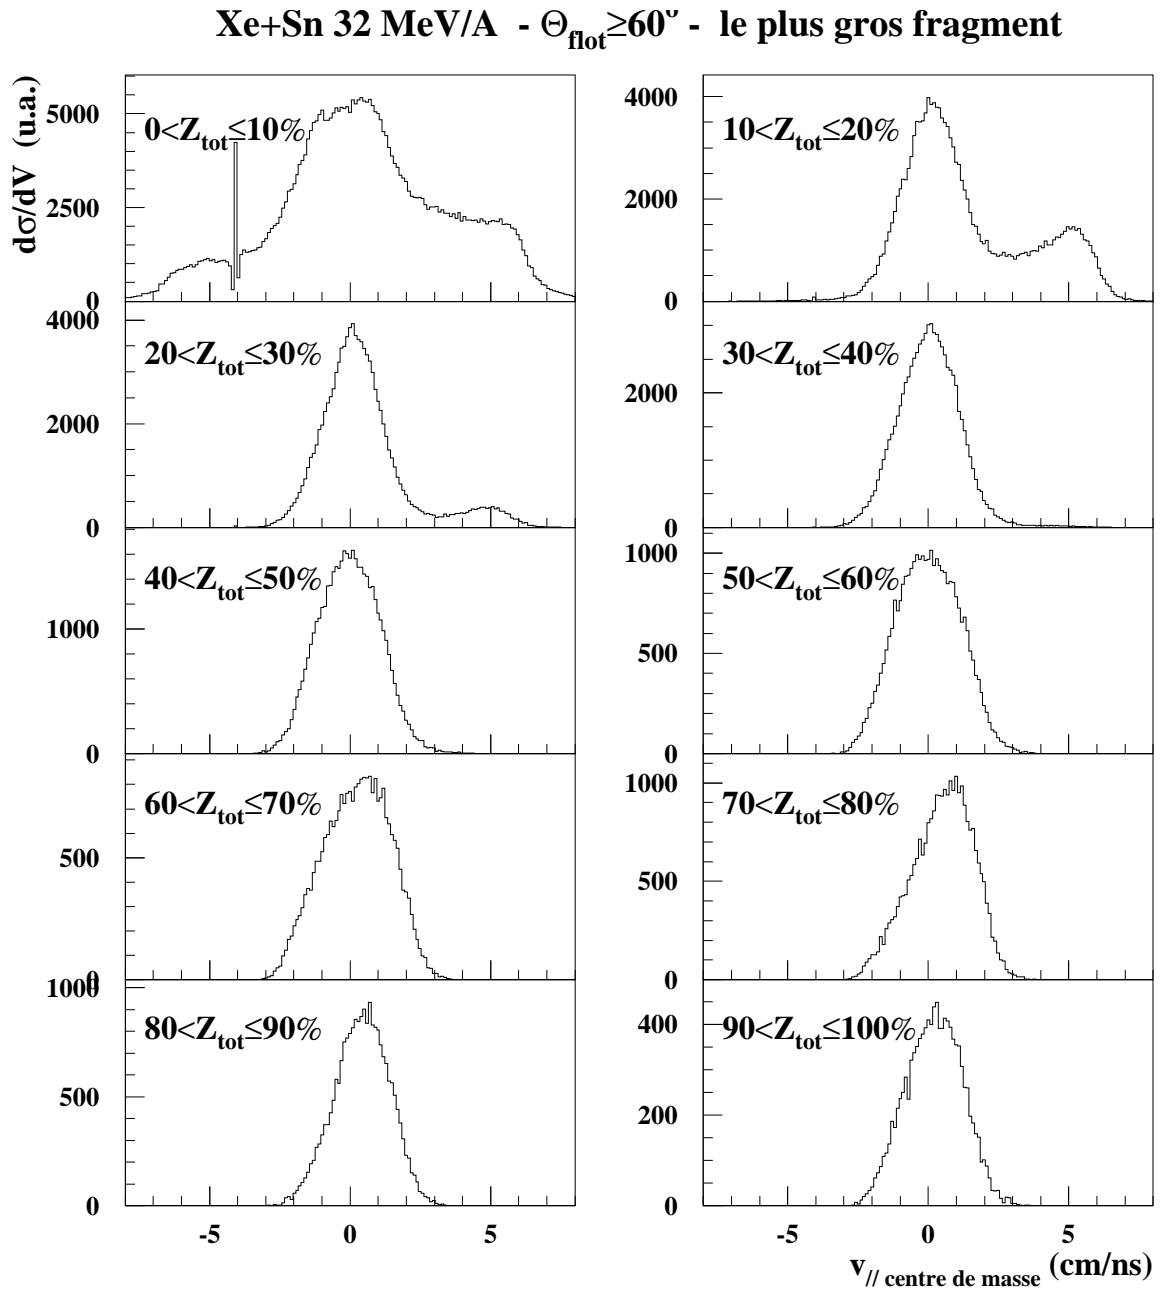 Xe+Sn 32 MeV/A - Θflot≥60° - le plus gros fragment
dσ/dV (u.a.)
0<Ztot≤10%
5000
2500
0
10<Ztot≤20%
4000
2000
0
20<Ztot≤30%
4000
2000
0
30<Ztot≤40%
2000
0
40<Ztot≤50%
1000
0
50<Ztot≤60%
1000
500
0
60<Ztot≤70%
500
0
70<Ztot≤80%
1000
500
0
80<Ztot≤90%
1000
500
0
-5 0 5
90<Ztot≤100%
400
200
0
-5 0 5
v// centre de masse (cm/ns)